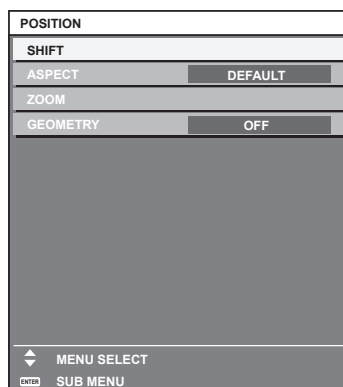 POSITION
SHIFT
ASPECT DEFAULT
ZOOM
GEOMETRY OFF
MENU SELECT
ENTER SUB MENU